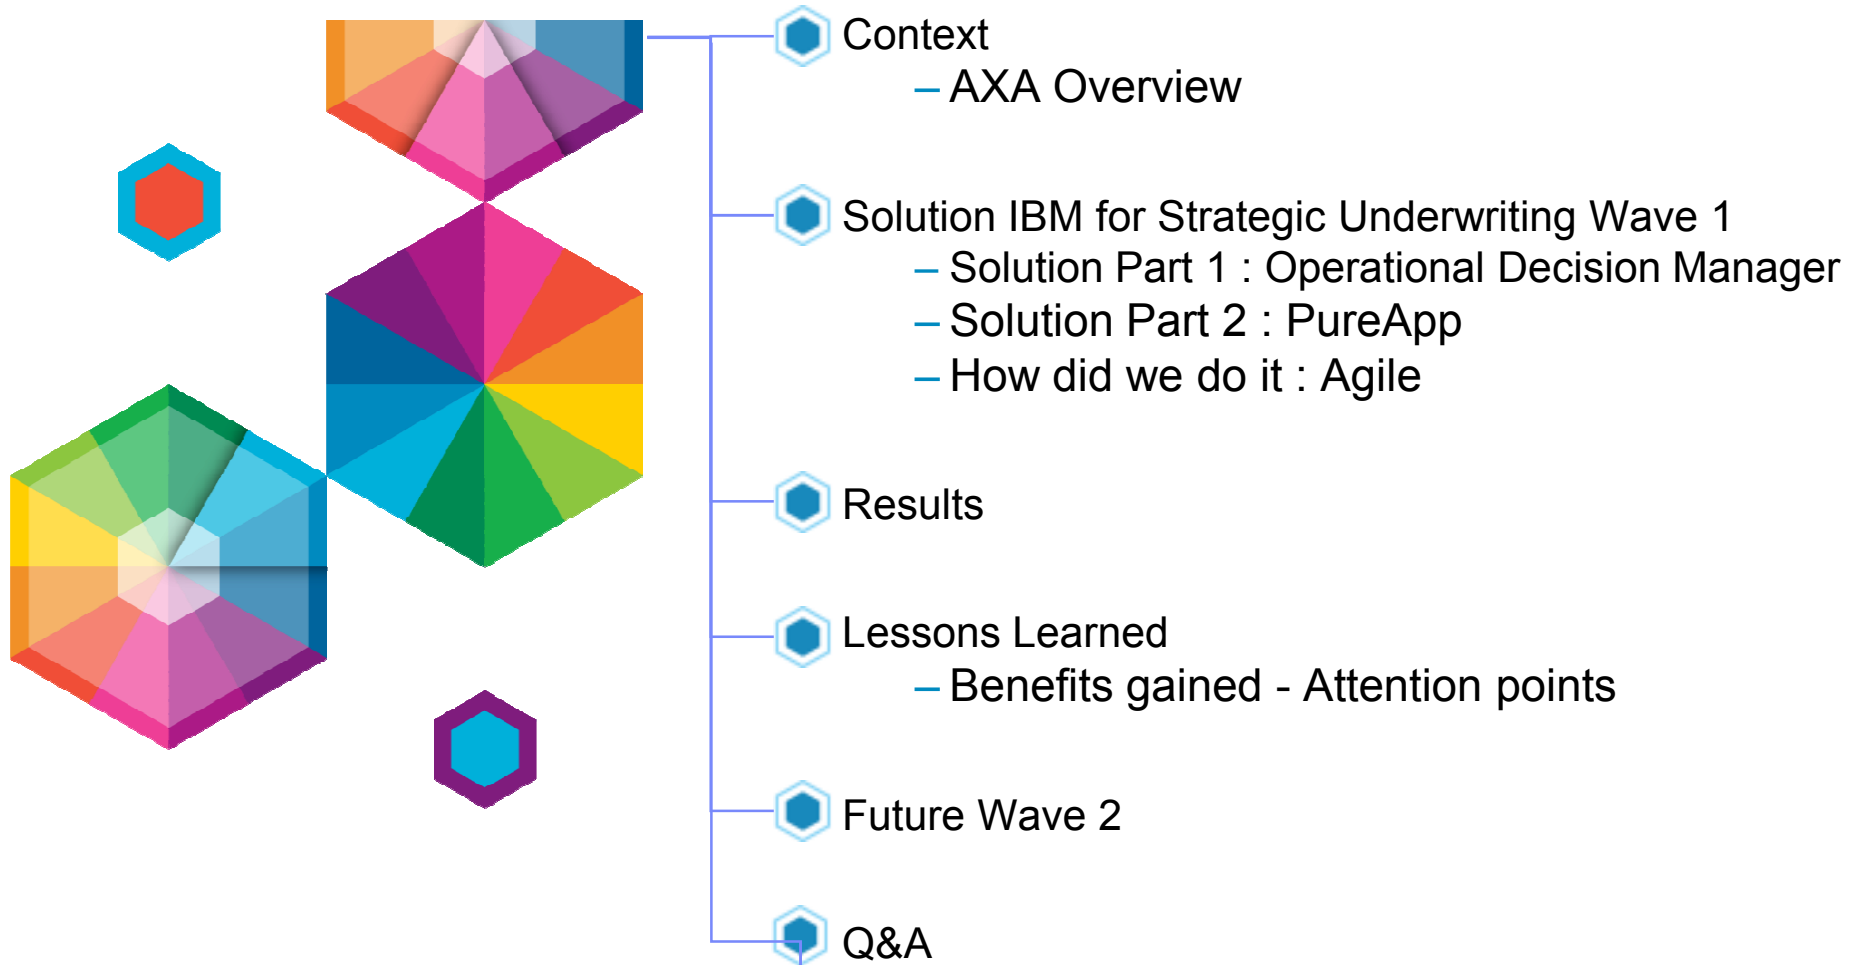 Context
– AXA Overview
Solution IBM for Strategic Underwriting Wave 1
– Solution Part 1 : Operational Decision Manager
– Solution Part 2 : PureApp
– How did we do it : Agile
Results
Lessons Learned
– Benefits gained - Attention points
Future Wave 2
Q&A